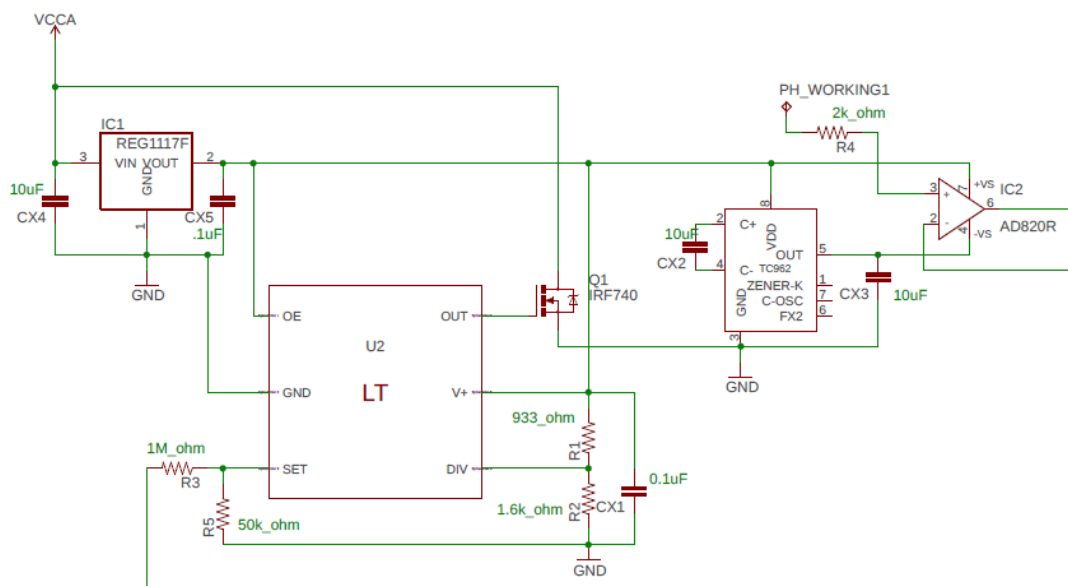 VCCA
IC1
REG1117F
3
VIN
VOUT
2
GND
1
10uF
CX4
CX5
.1uF
GND
PH_WORKING1
2k_ohm
R4
3
+
7
+VS
IC2
6
2
-
4
-VS
AD820R
8
2
C+
VDD
10uF
CX2
OUT
5
4
C-
TC962
ZENER-K
1
C-OSC
7
GND
FX2
6
3
CX3
10uF
GND
Q1
IRF740
OE
OUT
U2
GND
LT
V+
SET
DIV
1M_ohm
R3
R5
50k_ohm
933_ohm
R1
0.1uF
1.6k_ohm
R2
CX1
GND